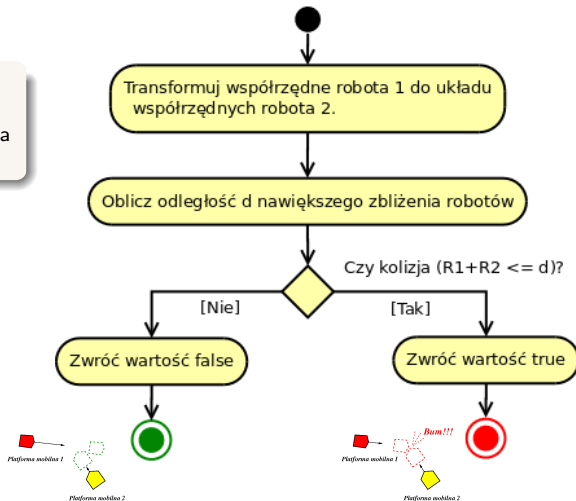 Transformuj współrzędne robota 1 do układu
współrzędnych robota 2.
a
Oblicz odległość d nawiększego zbliżenia robotów
Czy kolizja (R1+R2 <= d)?
[Nie]
[Tak]
Zwróć wartość false
Zwróć wartość true
Platforma mobilna 1
Platforma mobilna 2
Bum!!!
Platforma mobilna 1
Platforma mobilna 2